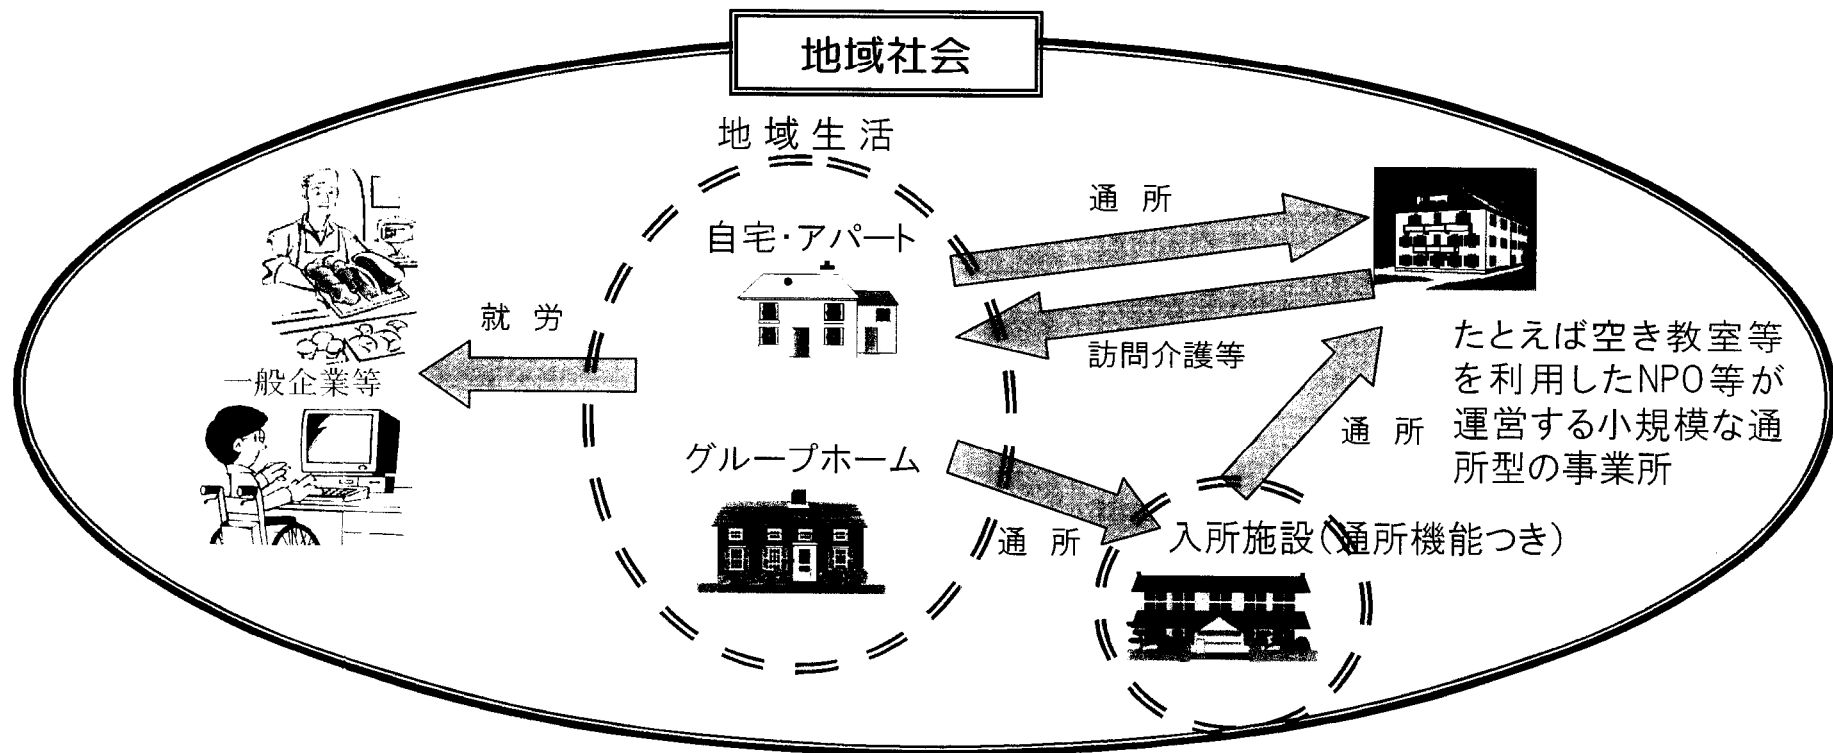 地域社会
地域生活
通所
自宅・アパート
就労
訪問介護等
一般企業等
たとえば空き教室等
を利用したNPO等が
運営する小規模な通
所型の事業所
通所
グループホーム
通所
入所施設(通所機能つき)